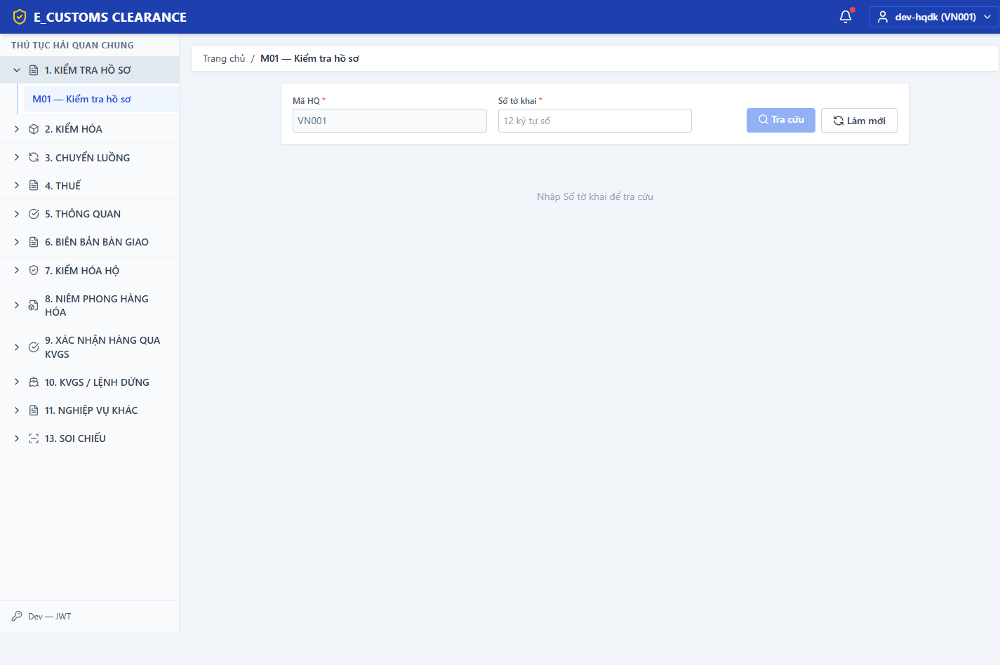 E_CUSTOMS CLEARANCE
dev-hqdk (VN001)
THỦ TỤC HẢI QUAN CHUNG
1. KIỂM TRA HỒ SƠ
M01 — Kiểm tra hồ sơ
2. KIỂM HÓA
3. CHUYỂN LUỒNG
4. THUẾ
5. THÔNG QUAN
6. BIÊN BẢN BÀN GIAO
7. KIỂM HÓA HỘ
8. NIÊM PHONG HÀNG
HÓA
9. XÁC NHẬN HÀNG QUA
KVGS
10. KVGS / LỆNH DỪNG
11. NGHIỆP VỤ KHÁC
13. SOI CHIẾU
Dev — JWT
Trang chủ / M01 — Kiểm tra hồ sơ
Mã HQ *
Số tờ khai *
VN001
12 ký tự số
Tra cứu
Làm mới
Nhập Số tờ khai để tra cứu